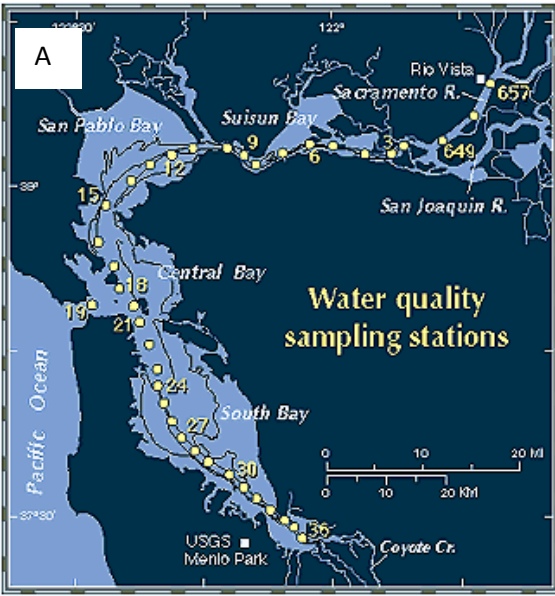 A
122°30'
122°
Rio Vista
Sacramento R.
657
San Pablo Bay
Suisun Bay
9
3
12
6
649
38°
15
San Joaquin R.
Central Bay
18
19
21
Water quality
sampling stations
Pacific Ocean
24
27
South Bay
30
0 10 20 MI
0 10 20 KM
37°30'
36
USGS
Menlo Park
Coyote Cr.